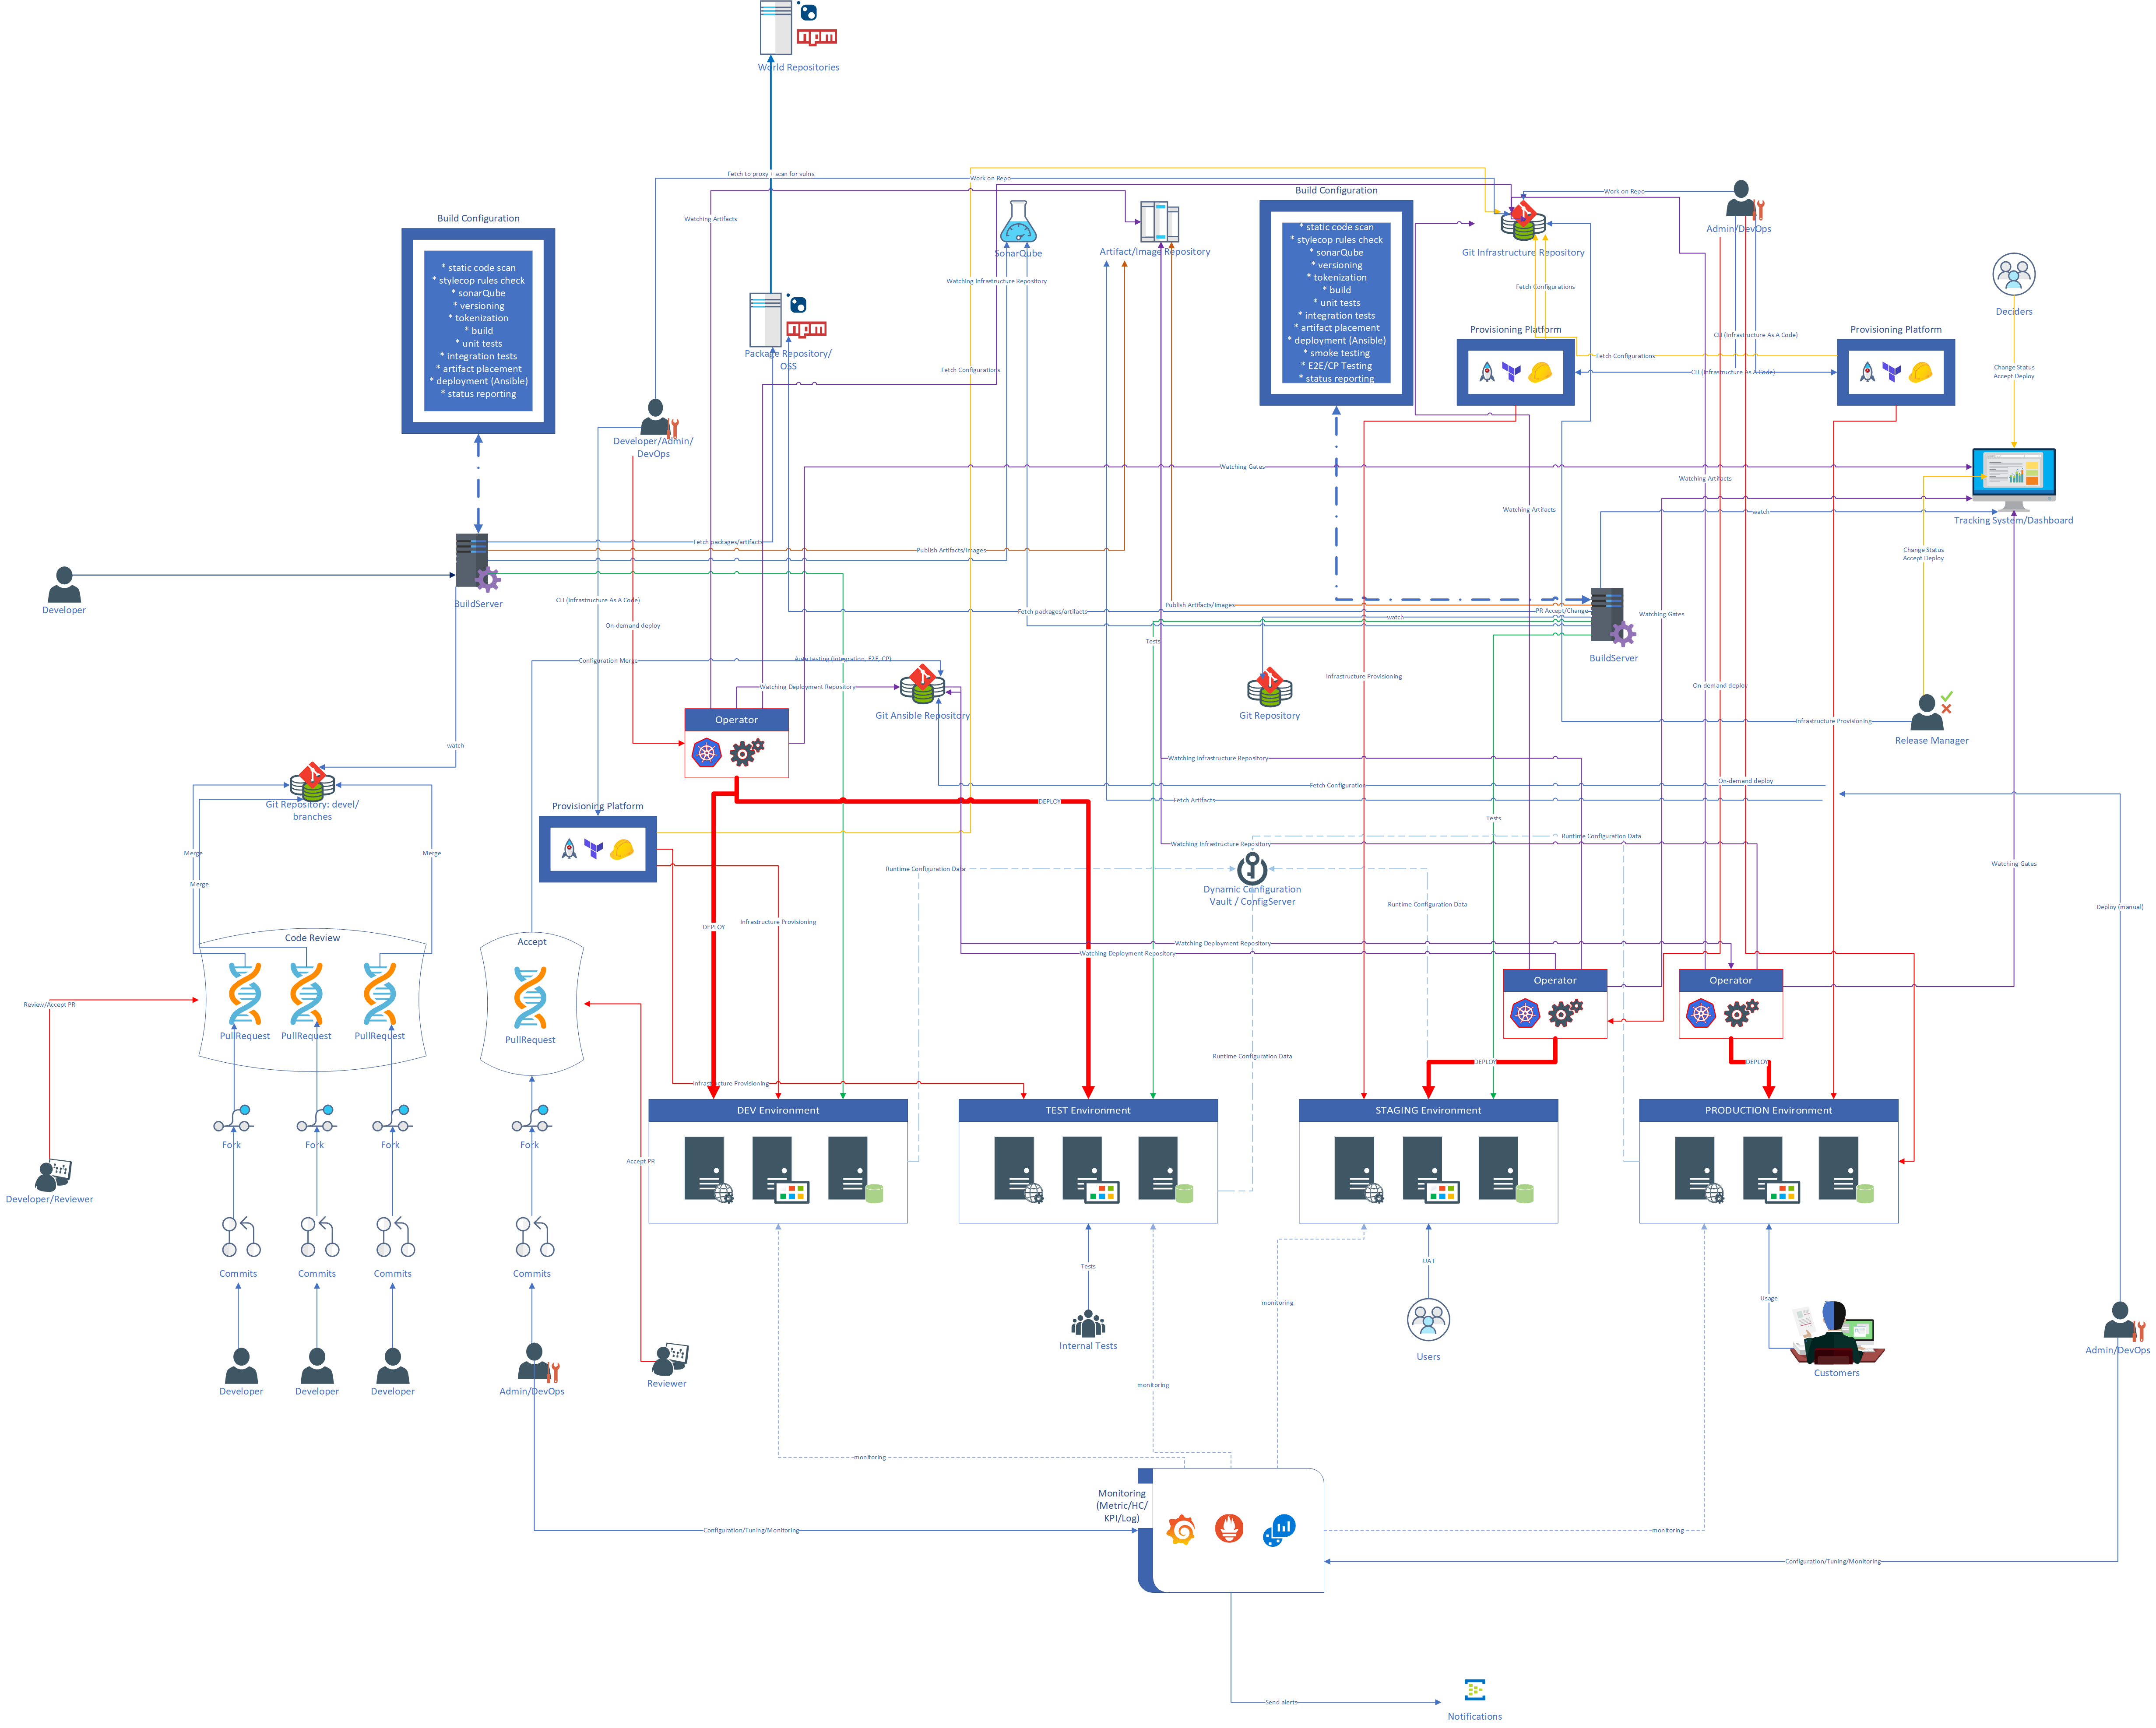 npm
World Repositories
Fetch to proxy + scan for vulns
Work on Repo
Work on Repo
Build Configuration
Watching Artifacts
Build Configuration
* static code scan
* stylecop rules check
* sonarQube
* versioning
* tokenization
* build
* unit tests
* integration tests
* artifact placement
* deployment (Ansible)
* status reporting
* static code scan
* stylecop rules check
* sonarQube
* versioning
* tokenization
* build
* unit tests
* integration tests
* artifact placement
* deployment (Ansible)
* smoke testing
* E2E/CP Testing
* status reporting
SonarQube
Artifact/Image Repository
Git Infrastructure Repository
Admin/DevOps
Watching Infrastructure Repository
Fetch Configurations
Deciders
npm
Package Repository/
OSS
Provisioning Platform
Provisioning Platform
CLI (Infrastructure As A Code)
Fetch Configurations
Fetch Configurations
CLI (Infrastructure As A Code)
Change Status
Accept Deploy
Developer/Admin/
DevOps
Watching Gates
Watching Artifacts
Watching Artifacts
watch
Tracking System/Dashboard
Fetch packages/artifacts
Publish Artifacts/Images
Change Status
Accept Deploy
Developer
BuildServer
CLI (Infrastructure As A Code)
On-demand deploy
Fetch packages/artifacts
Publish Artifacts/Images
PR Accept/Change
watch
Watching Gates
Tests
BuildServer
Configuration Merge
Auto testing (integration, E2E, CP)
Infrastructure Provisioning
Watching Deployment Repository
On-demand deploy
Git Ansible Repository
Git Repository
Operator
Infrastructure Provisioning
Release Manager
watch
Watching Infrastructure Repository
On-demand deploy
Fetch Configuration
Git Repository: devel/
branches
Provisioning Platform
DEPLOY
Fetch Artifacts
Tests
Runtime Configuration Data
Watching Infrastructure Repository
Merge
Merge
Merge
Runtime Configuration Data
Dynamic Configuration
Vault / ConfigServer
Watching Gates
Runtime Configuration Data
Deploy (manual)
Infrastructure Provisioning
DEPLOY
Code Review
Accept
Watching Deployment Repository
Watching Deployment Repository
Operator
Operator
Review/Accept PR
PullRequest
PullRequest
PullRequest
PullRequest
Runtime Configuration Data
DEPLOY
DEPLOY
Infrastructure Provisioning
DEV Environment
TEST Environment
STAGING Environment
PRODUCTION Environment
Fork
Fork
Fork
Fork
Accept PR
Developer/Reviewer
Commits
Commits
Commits
Commits
Tests
UAT
Usage
monitoring
Internal Tests
Users
Customers
Admin/DevOps
Developer
Developer
Developer
Admin/DevOps
Reviewer
monitoring
monitoring
Monitoring
(Metric/HC/
KPI/Log)
Configuration/Tuning/Monitoring
monitoring
Configuration/Tuning/Monitoring
Send alerts
Notifications